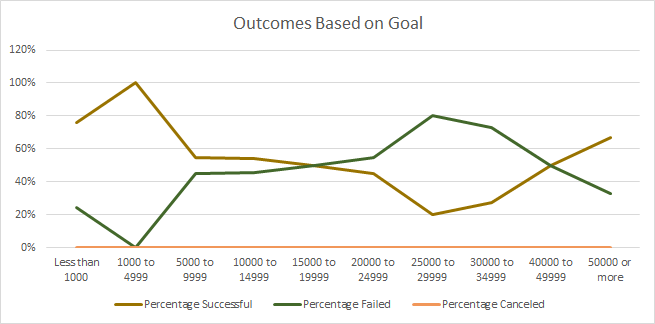 Outcomes Based on Goal
120%
100%
80%
60%
40%
20%
0%
Less than 1000 to 5000 to 10000 to 15000 to 20000 to 25000 to 30000 to 40000 to 50000 or
1000 4999 9999 14999 19999 24999 29999 34999 49999 more
Percentage Successful Percentage Failed Percentage Canceled